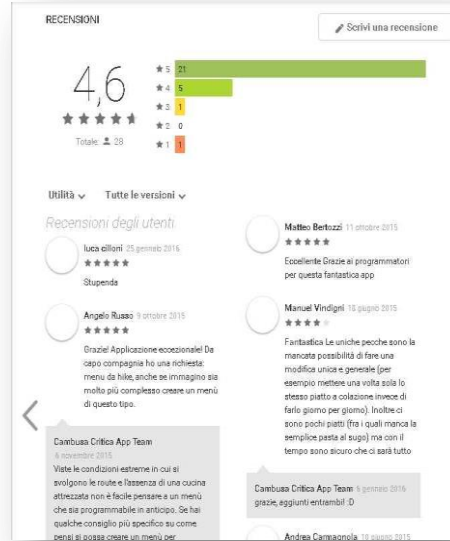 RECENSIONI
Scrivi una recensione
4,6
Totale: 28
5 21
4 5
3 1
2 0
1 1
Utilità
Tutte le versioni
Recensioni degli utenti
luca cilloni 25 gennaio 2016
Stupenda
Angelo Russo 9 ottobre 2015
Grazie! Applicazione eccezionale! Da
capo compagnia ho una richiesta:
menu da hike, anche se immagino sia
molto più complesso creare un menù
di questo tipo.
Cambusa Critica App Team
6 novembre 2015
Viste le condizioni estreme in cui si
svolgono le route e l'assenza di una cucina
attrezzata non è facile pensare a un menù
che sia programmabile in anticipo. Se hai
qualche consiglio più specifico su come
pensi si possa creare un menù per
Matteo Bertozzi 11 ottobre 2015
Eccellente Grazie ai programmatori
per questa fantastica app
Manuel Vindigni 16 giugno 2015
Fantastica Le uniche pecche sono la
mancata possibilità di fare una
modifica unica e generale (per
esempio mettere una volta sola lo
stesso piatto a colazione invece di
farlo giorno per giorno). Inoltre ci
sono pochi piatti (fra i quali manca la
semplice pasta al sugo) ma con il
tempo sono sicuro che ci sarà tutto
Cambusa Critica App Team 6 gennaio 2016
grazie, aggiunti entrambi! :D
Andrea Carmagnola 10 giugno 2015